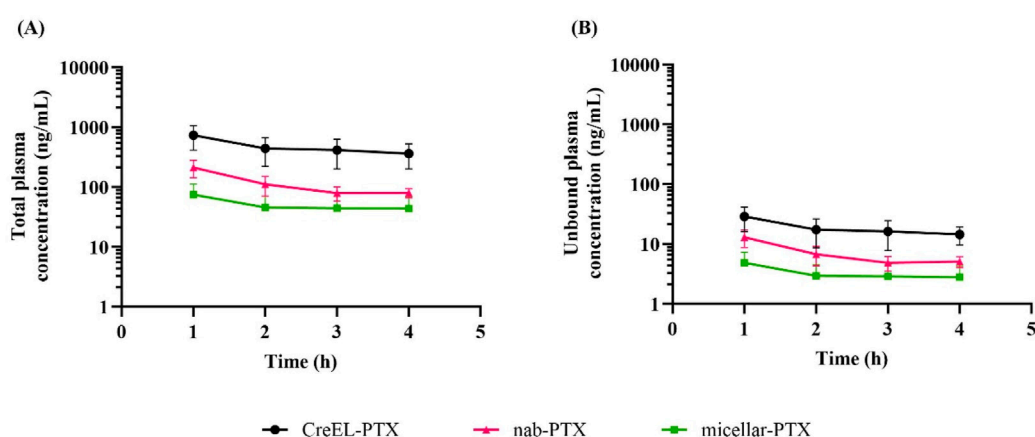 (A)
Total plasma
concentration (ng/mL)
10000
1000
100
10
1
0
1
2
3
4
5
Time (h)
(B)
Unbound plasma
concentration (ng/mL)
10000
1000
100
10
1
0
1
2
3
4
5
Time (h)
CreEL-PTX
nab-PTX
micellar-PTX